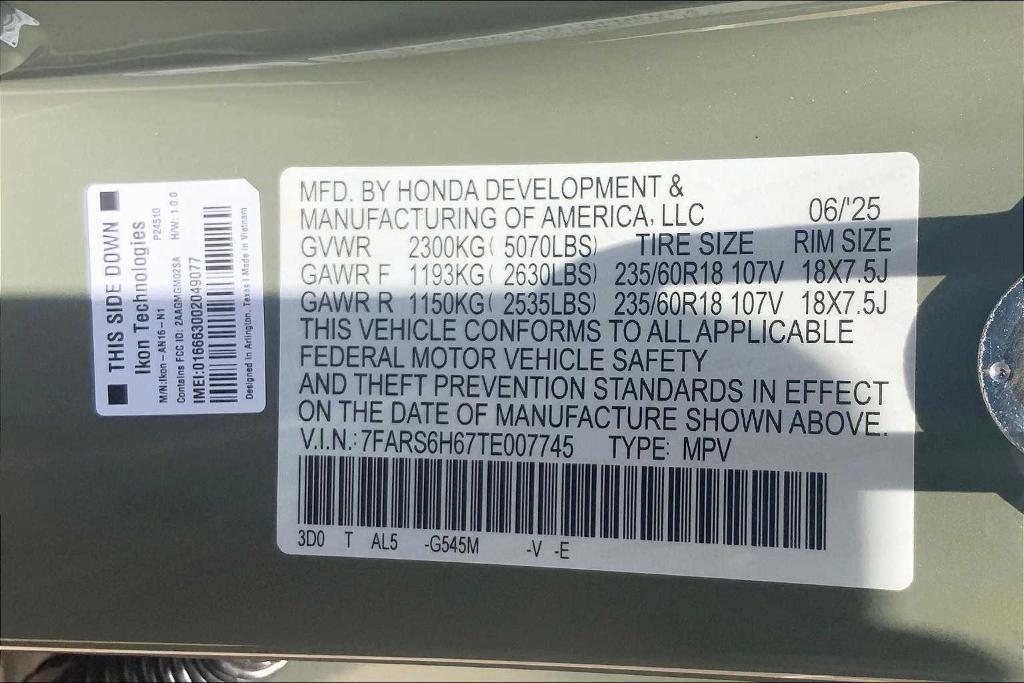 THIS SIDE DOWN
Ikon Technologies
M/N:Ikon-AN16-N1 P24510
Contains FCC ID: 2AAGMGM02SA H/W: 1.0.0
IMEI:016663002049077
Designed in Arlington, Texas | Made in Vietnam
MFD. BY HONDA DEVELOPMENT &
MANUFACTURING OF AMERICA, LLC 06/'25
GVWR 2300KG( 5070LBS) TIRE SIZE RIM SIZE
GAWR F 1193KG( 2630LBS) 235/60R18 107V 18X7.5J
GAWR R 1150KG( 2535LBS) 235/60R18 107V 18X7.5J
THIS VEHICLE CONFORMS TO ALL APPLICABLE
FEDERAL MOTOR VEHICLE SAFETY
AND THEFT PREVENTION STANDARDS IN EFFECT
ON THE DATE OF MANUFACTURE SHOWN ABOVE.
V.I.N.: 7FARS6H67TE007745 TYPE: MPV
3D0 T AL5 -G545M -V -E